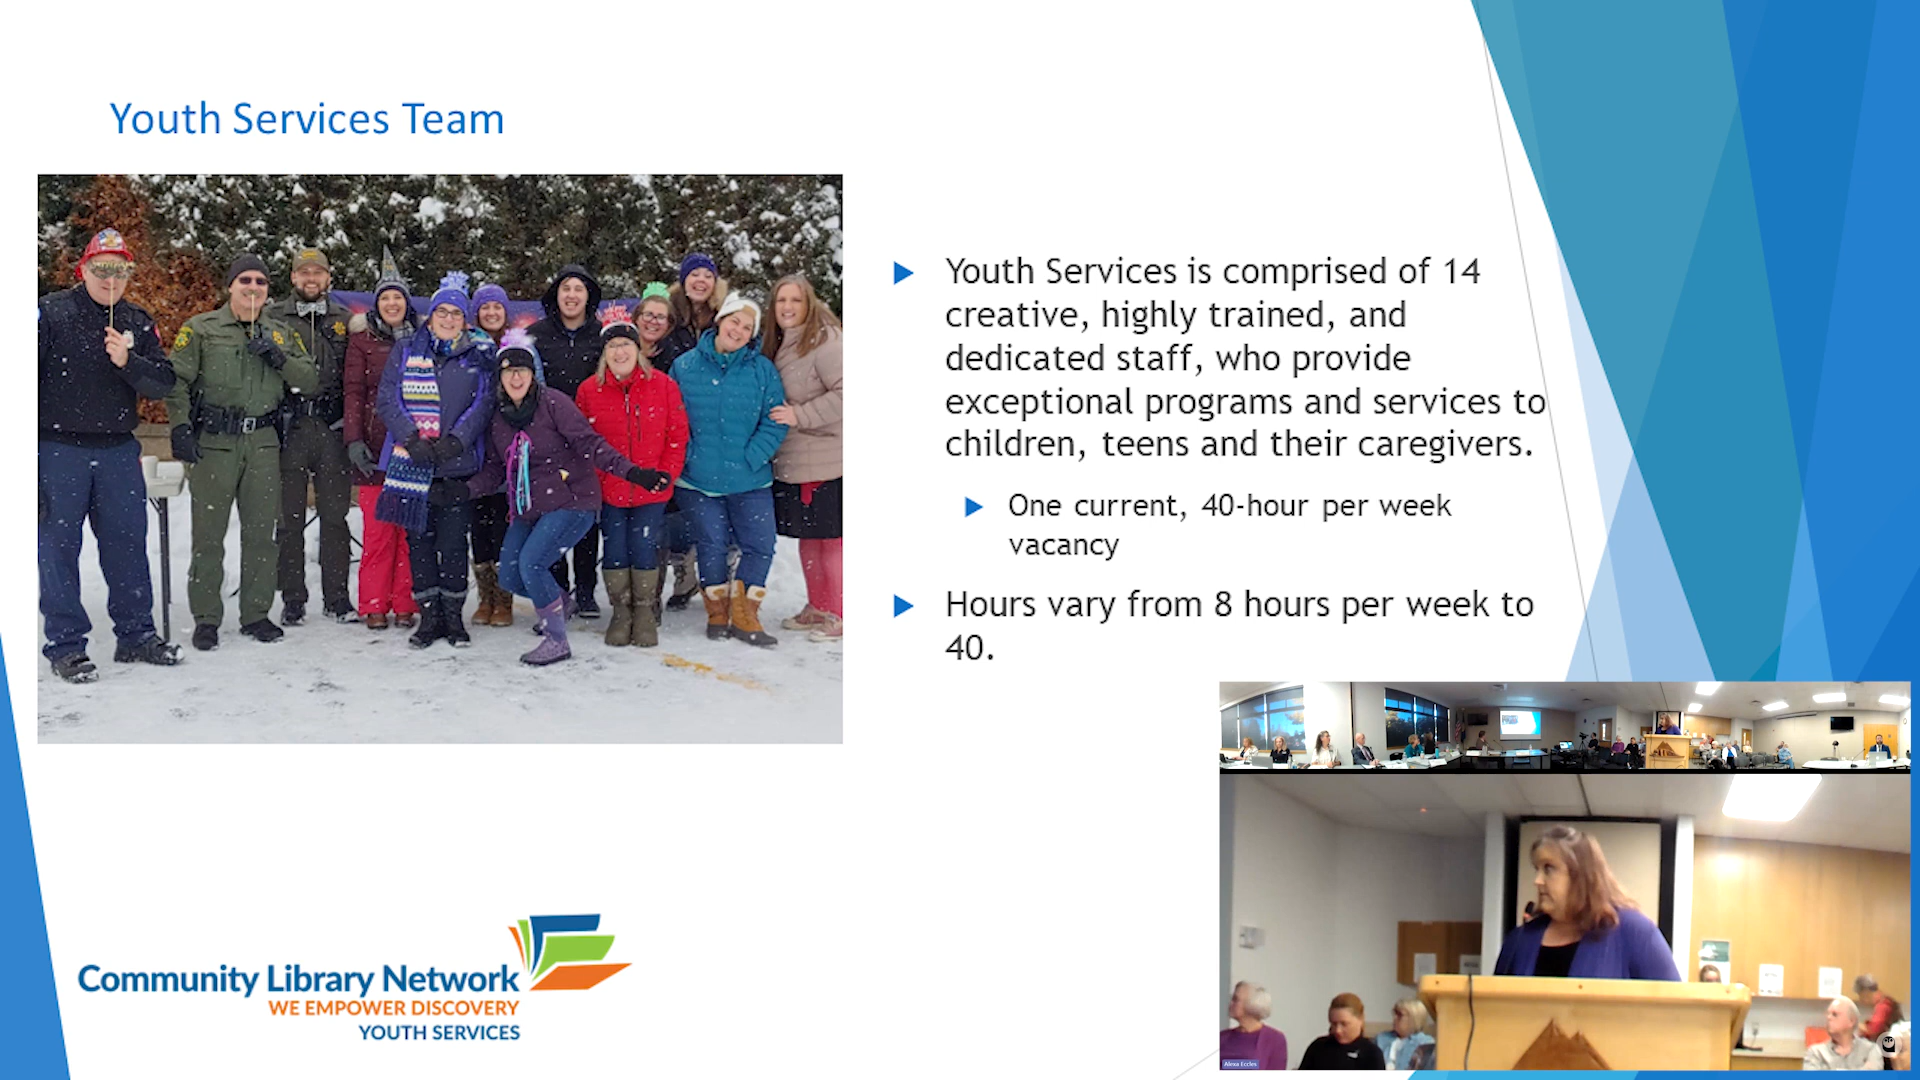 Youth Services Team
Youth Services is comprised of 14
creative, highly trained, and
dedicated staff, who provide
exceptional programs and services to
children, teens and their caregivers.
One current, 40-hour per week
vacancy
Hours vary from 8 hours per week to
40.
Community Library Network
WE EMPOWER DISCOVERY
YOUTH SERVICES
Alexa Eccles